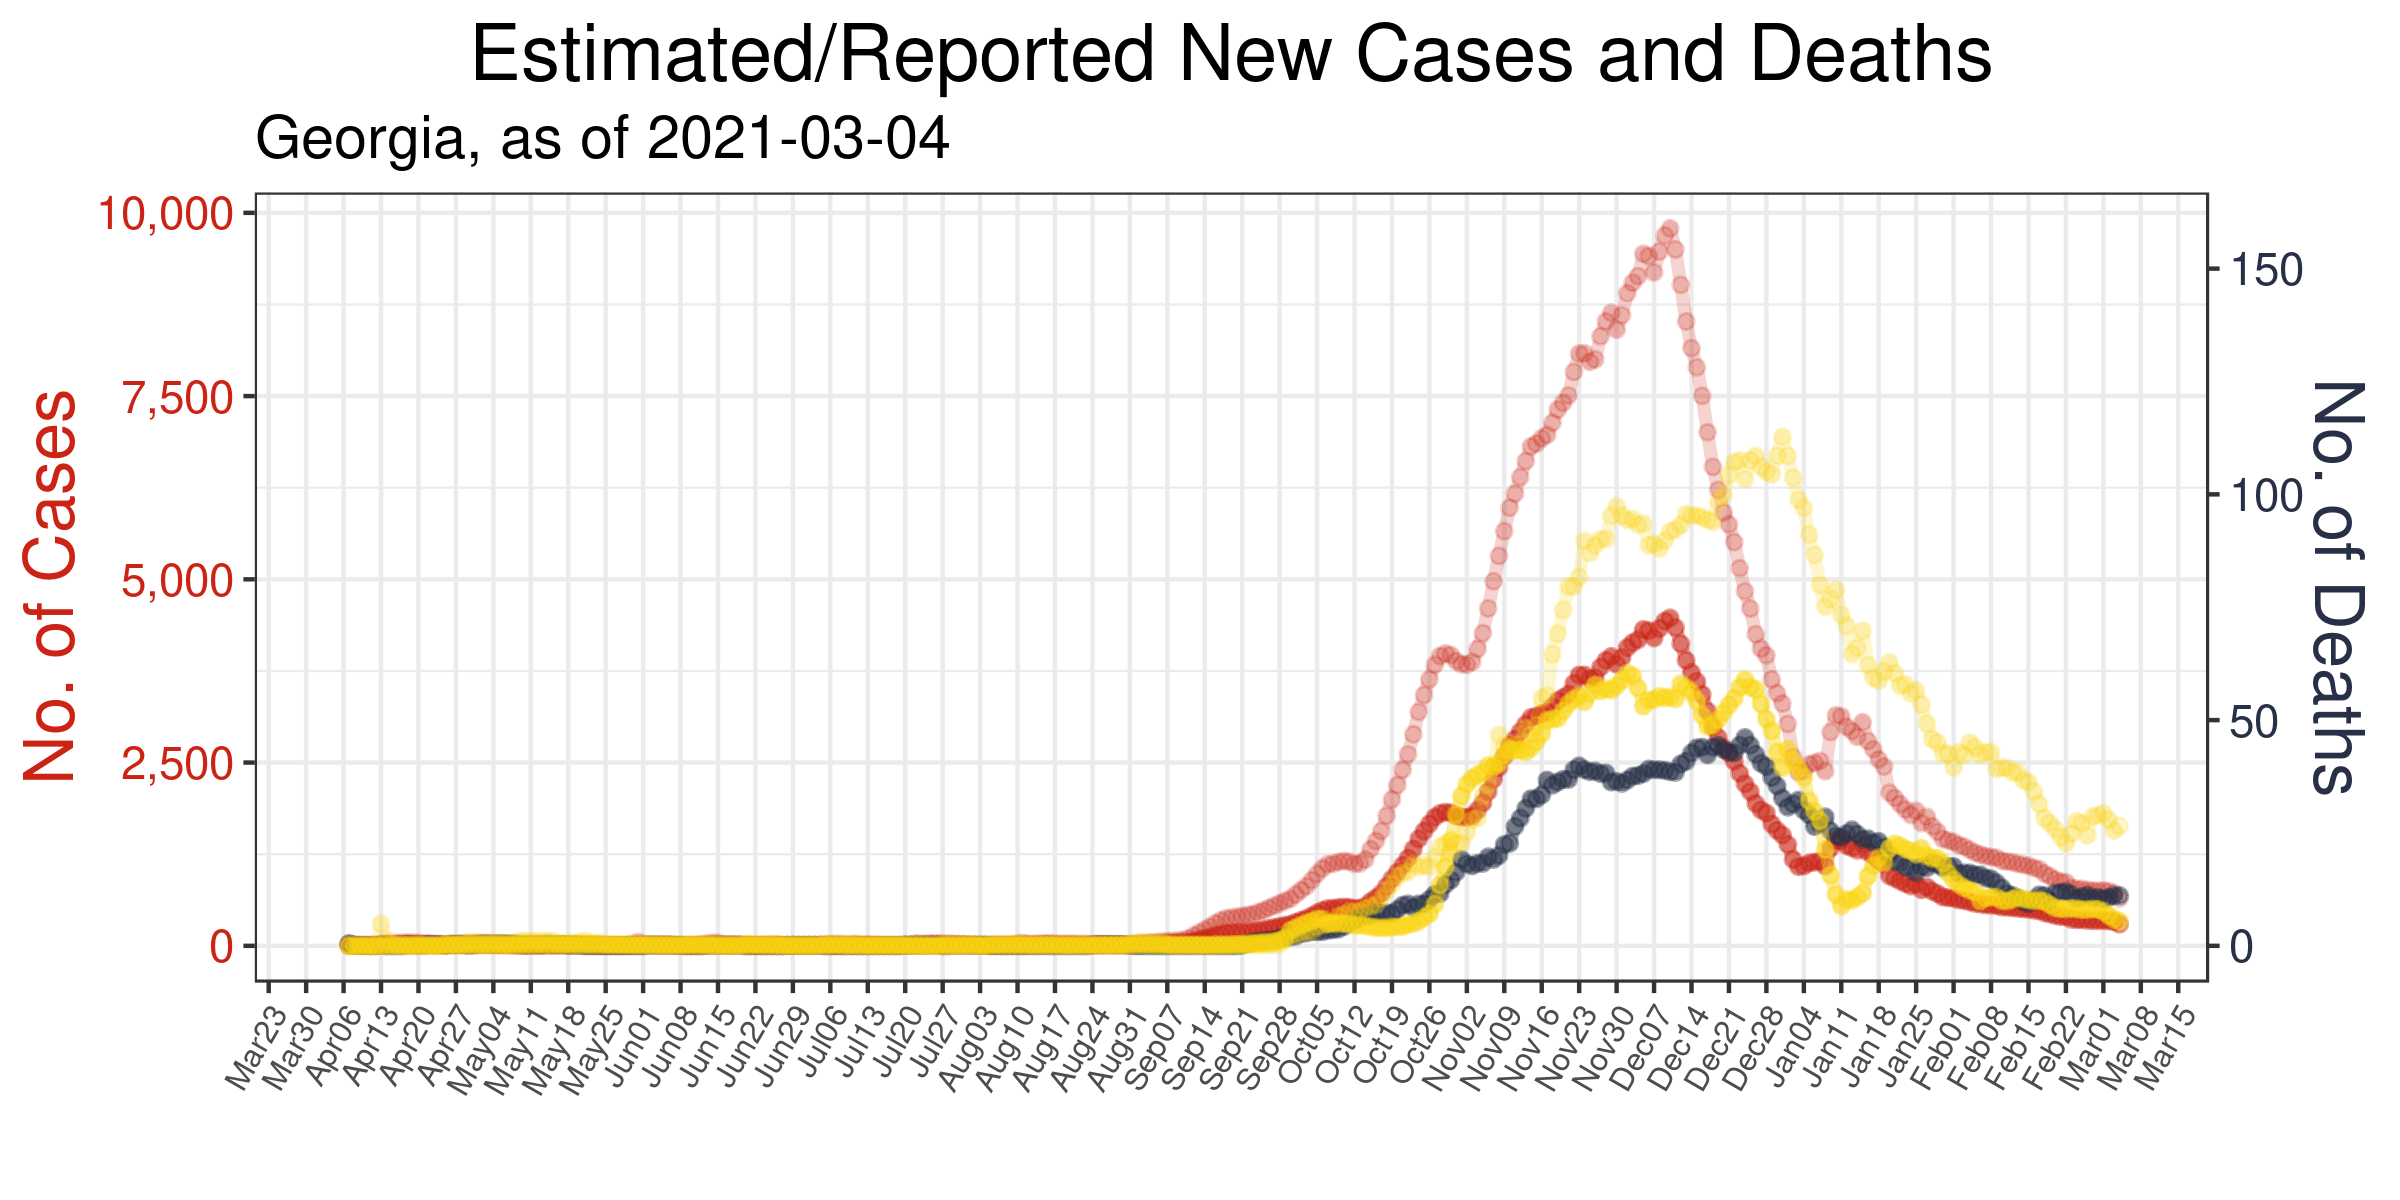 Estimated/Reported New Cases and Deaths
Georgia, as of 2021-03-04
No. of Cases
10,000
7,500
5,000
2,500
0
150
100
50
0
No. of Deaths
Mar23
Mar30
Apr06
Apr13
Apr20
Apr27
May04
May11
May18
May25
Jun01
Jun08
Jun15
Jun22
Jun29
Jul06
Jul13
Jul20
Jul27
Aug03
Aug10
Aug17
Aug24
Aug31
Sep07
Sep14
Sep21
Sep28
Oct05
Oct12
Oct19
Oct26
Nov02
Nov09
Nov16
Nov23
Nov30
Nov07
Dec14
Dec21
Dec28
Dec04
Jan11
Jan18
Jan25
Jan01
Feb08
Feb15
Feb22
Mar01
Mar08
Mar15